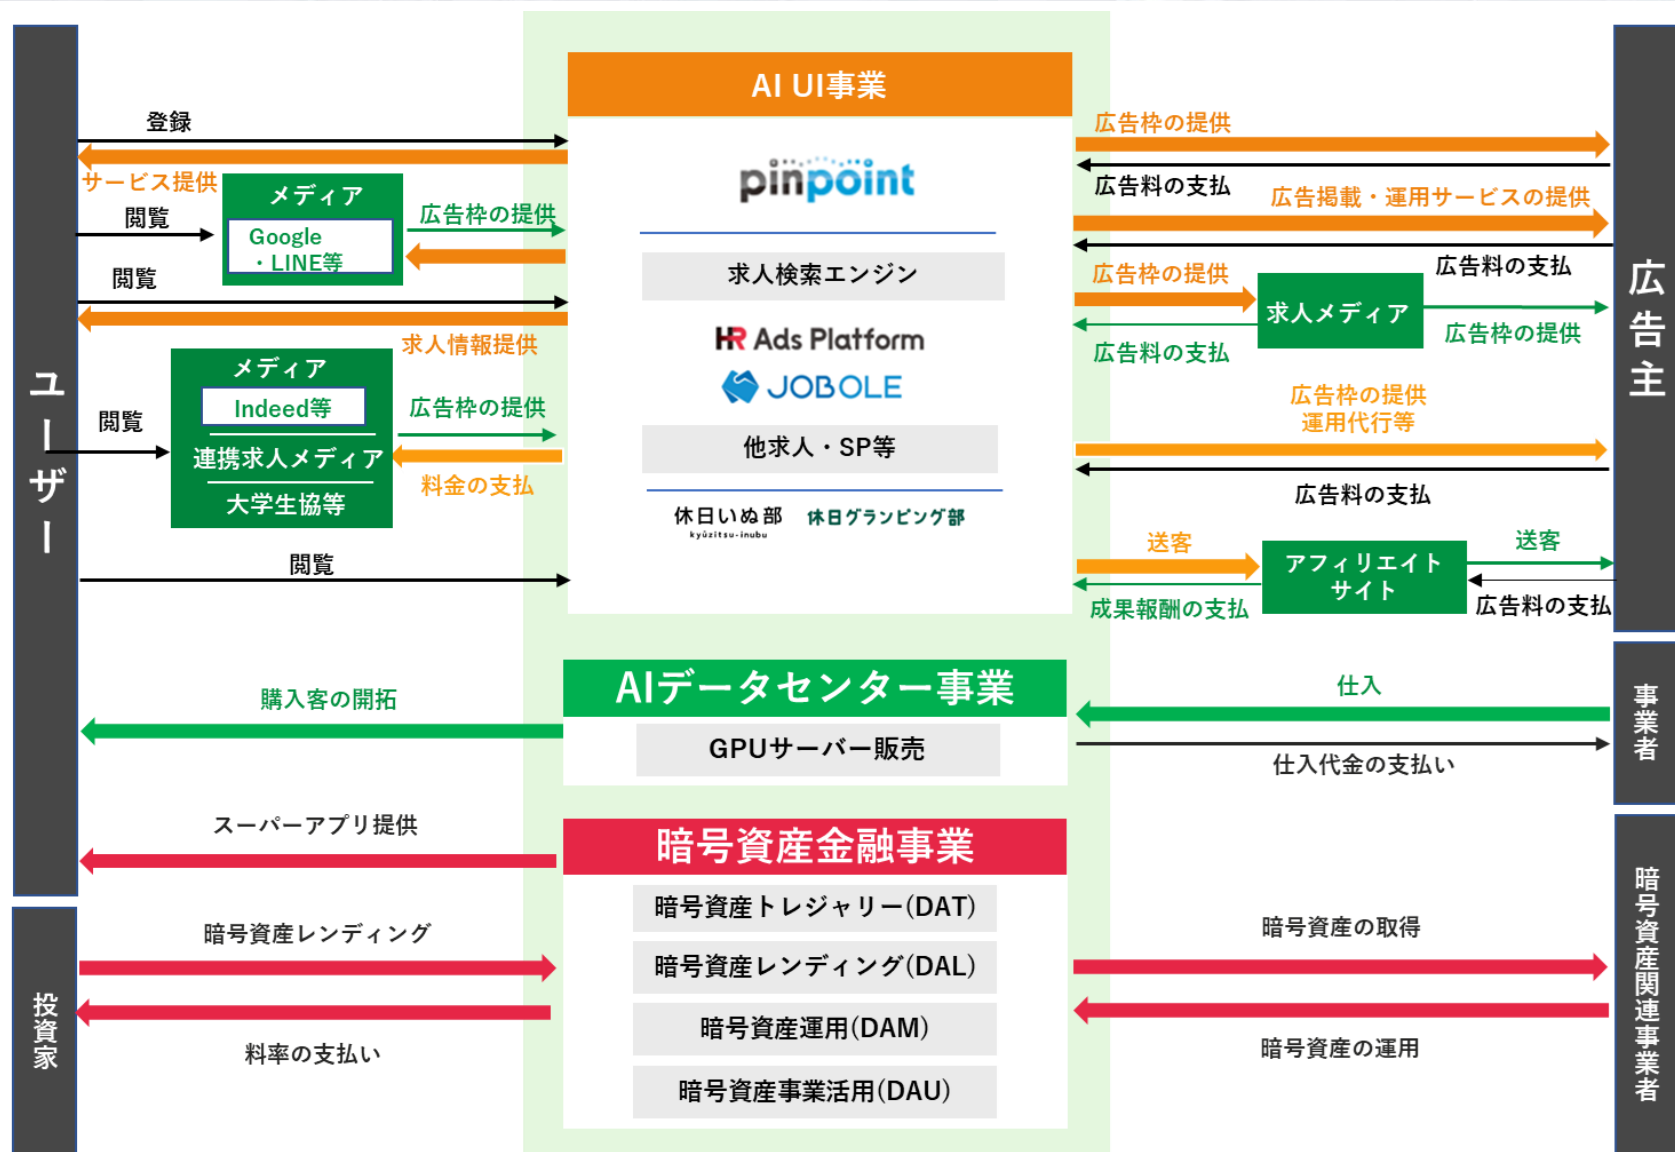 ユーザー
投資家
登録
サービス提供
閲覧
メディア
Google
・LINE等
広告枠の提供
閲覧
求人情報提供
閲覧
メディア
Indeed等
連携求人メディア
大学生協等
広告枠の提供
料金の支払
閲覧
購入客の開拓
スーパーアプリ提供
暗号資産レンディング
料率の支払い
AI UI事業
pinpoint
求人検索エンジン
HR Ads Platform
JOBOLE
他求人・SP等
休日いぬ部
kyūzitsu-inubu
休日グランピング部
AIデータセンター事業
GPUサーバー販売
暗号資産金融事業
暗号資産トレジャリー(DAT)
暗号資産レンディング(DAL)
暗号資産運用(DAM)
暗号資産事業活用(DAU)
広告枠の提供
広告料の支払
広告掲載・運用サービスの提供
広告料の支払
広告枠の提供
広告料の支払
求人メディア
広告枠の提供
広告枠の提供
運用代行等
広告料の支払
送客
成果報酬の支払
アフィリエイト
サイト
送客
広告料の支払
仕入
仕入代金の支払い
暗号資産の取得
暗号資産の運用
広告主
事業者
暗号資産関連事業者